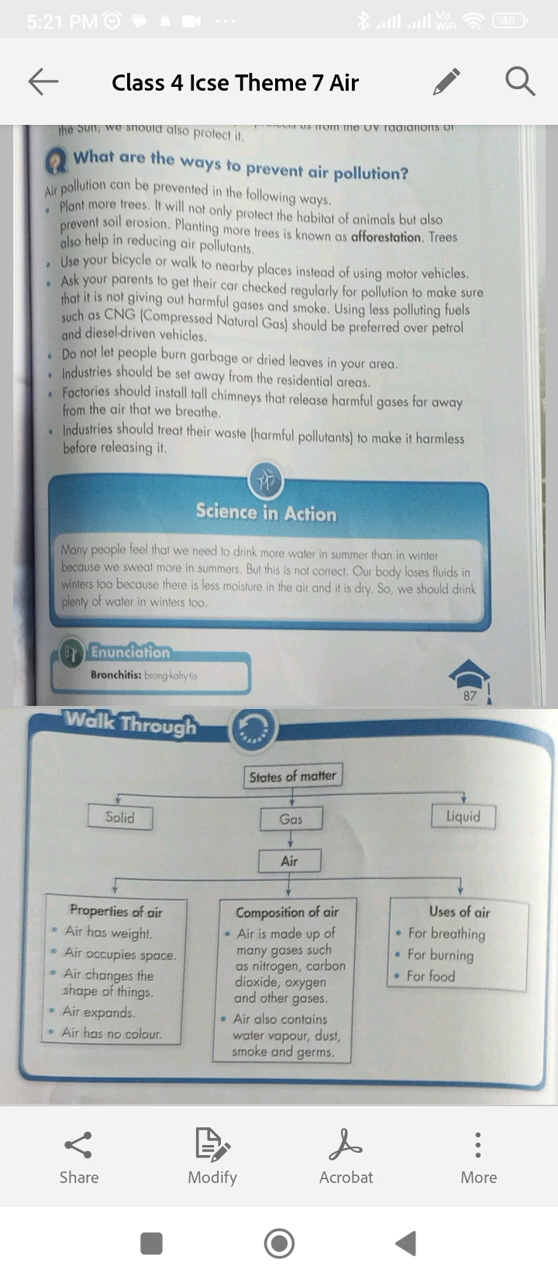 5:21 PM
Vo
WiFi
40
Class 4 Icse Theme 7 Air
the Sun, we should also protect it. us from the UV radiations of
What are the ways to prevent air pollution?
Air pollution can be prevented in the following ways.
• Plant more trees. It will not only protect the habitat of animals but also
prevent soil erosion. Planting more trees is known as afforestation. Trees
also help in reducing air pollutants.
• Use your bicycle or walk to nearby places instead of using motor vehicles.
• Ask your parents to get their car checked regularly for pollution to make sure
that it is not giving out harmful gases and smoke. Using less polluting fuels
such as CNG (Compressed Natural Gas) should be preferred over petrol
and diesel-driven vehicles.
• Do not let people burn garbage or dried leaves in your area.
• Industries should be set away from the residential areas.
• Factories should install tall chimneys that release harmful gases far away
from the air that we breathe.
• Industries should treat their waste (harmful pollutants) to make it harmless
before releasing it.
Science in Action
Many people feel that we need to drink more water in summer than in winter
because we sweat more in summers. But this is not correct. Our body loses fluids in
winters too because there is less moisture in the air and it is dry. So, we should drink
plenty of water in winters too.
Enunciation
Bronchitis: brong·kahy·tis
87
Walk Through
States of matter
Solid
Gas
Liquid
Air
Properties of air
• Air has weight.
• Air occupies space.
• Air changes the
shape of things.
• Air expands.
• Air has no colour.
Composition of air
• Air is made up of
many gases such
as nitrogen, carbon
dioxide, oxygen
and other gases.
• Air also contains
water vapour, dust,
smoke and germs.
Uses of air
• For breathing
• For burning
• For food
Share
Modify
Acrobat
More